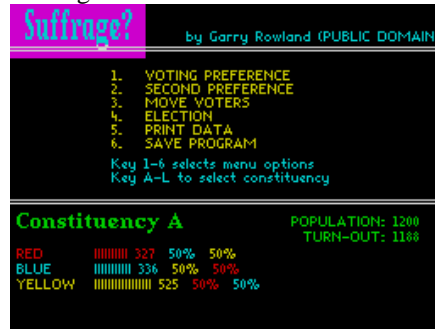 Suffrage?
by Garry Rowland (PUBLIC DOMAIN
1. VOTING PREFERENCE
2. SECOND PREFERENCE
3. MOVE VOTERS
4. ELECTION
5. PRINT DATA
6. SAVE PROGRAM
Key 1-6 selects menu options
Key A-L to select constituency
Constituency A
POPULATION: 1200
TURN-OUT: 1188
RED 327 50% 50%
BLUE 336 50% 50%
YELLOW 525 50% 50%